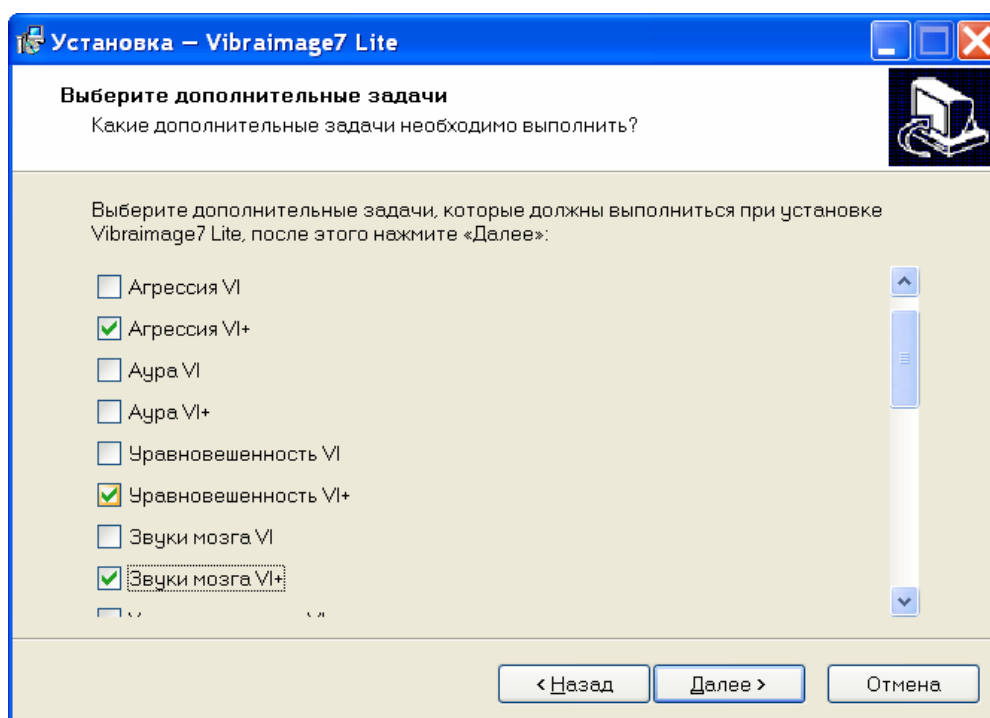 Установка – Vibraimage7 Lite
Выберите дополнительные задачи
Какие дополнительные задачи необходимо выполнить?
Выберите дополнительные задачи, которые должны выполниться при установке
Vibraimage7 Lite, после этого нажмите «Далее»:
Агрессия VI
Агрессия VI+
Аура VI
Аура VI+
Уравновешенность VI
Уравновешенность VI+
Звуки мозга VI
Звуки мозга VI+
< Назад
Далее >
Отмена